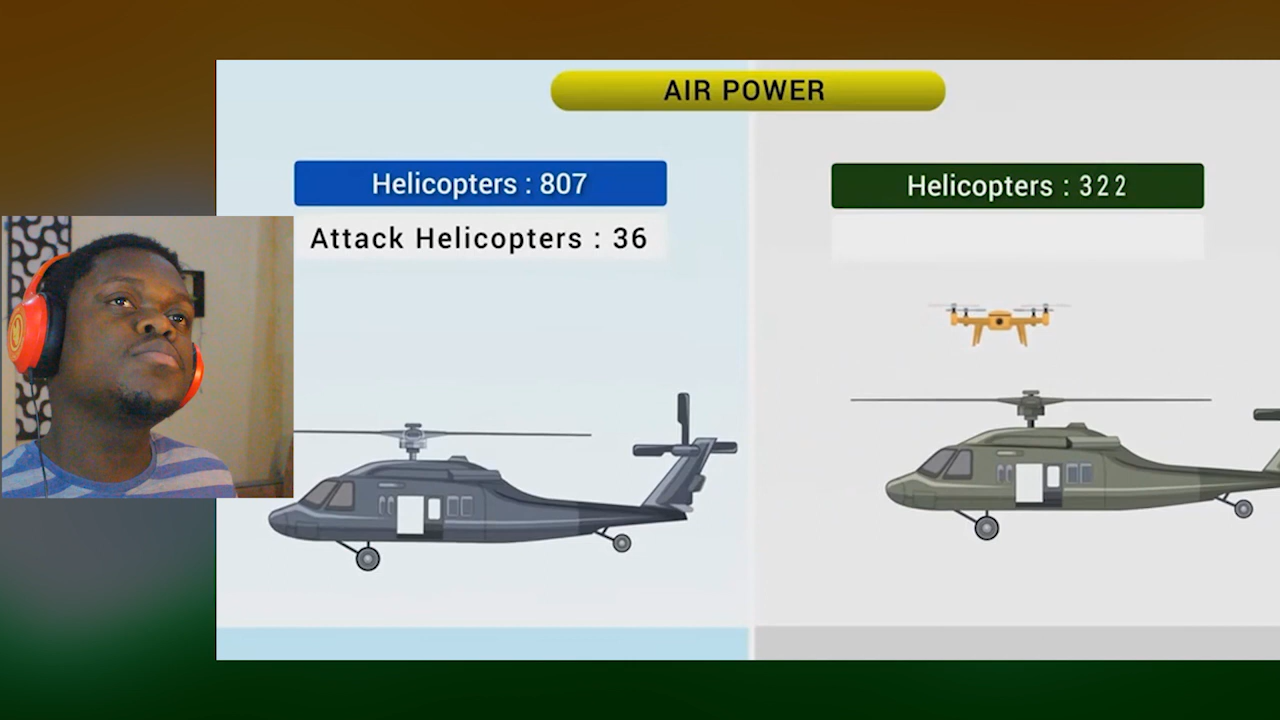 AIR POWER
Helicopters : 807
Helicopters : 322
Attack Helicopters : 36